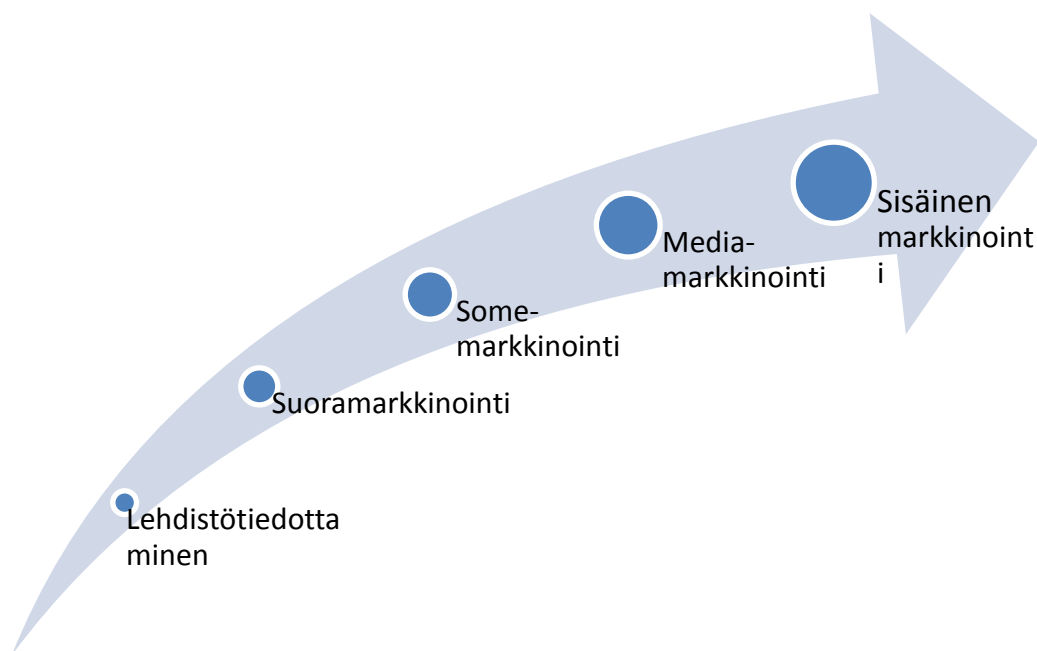 Lehdistötiedotta
minen
Suoramarkkinointi
Some-
markkinointi
Media-
markkinointi
Sisäinen
markkinoint
i